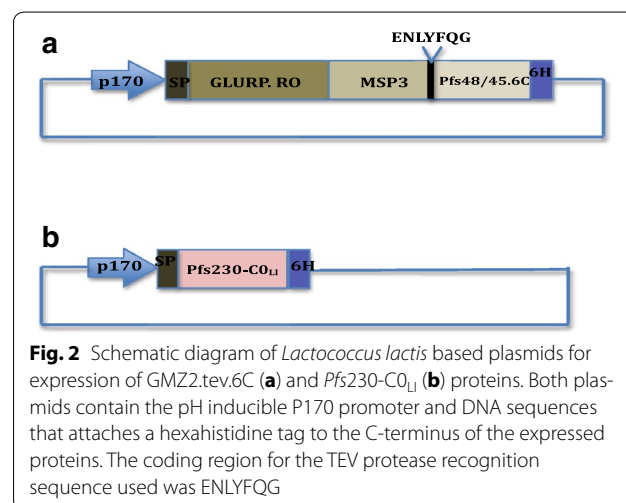 a
ENLYFQG
p170
SP
GLURP. RO
MSP3
Pfs48/45.6C
6H
b
p170
SP
Pfs230-C0LI
6H
Fig. 2 Schematic diagram of Lactococcus lactis based plasmids for
expression of GMZ2.tev.6C (a) and Pfs230-C0LI (b) proteins. Both plas-
mids contain the pH inducible P170 promoter and DNA sequences
that attaches a hexahistidine tag to the C-terminus of the expressed
proteins. The coding region for the TEV protease recognition
sequence used was ENLYFQG